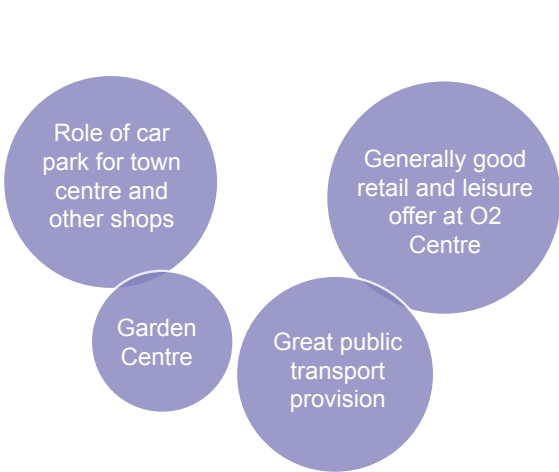 Role of car
park for town
centre and
other shops
Generally good
retail and leisure
offer at O2
Centre
Garden
Centre
Great public
transport
provision